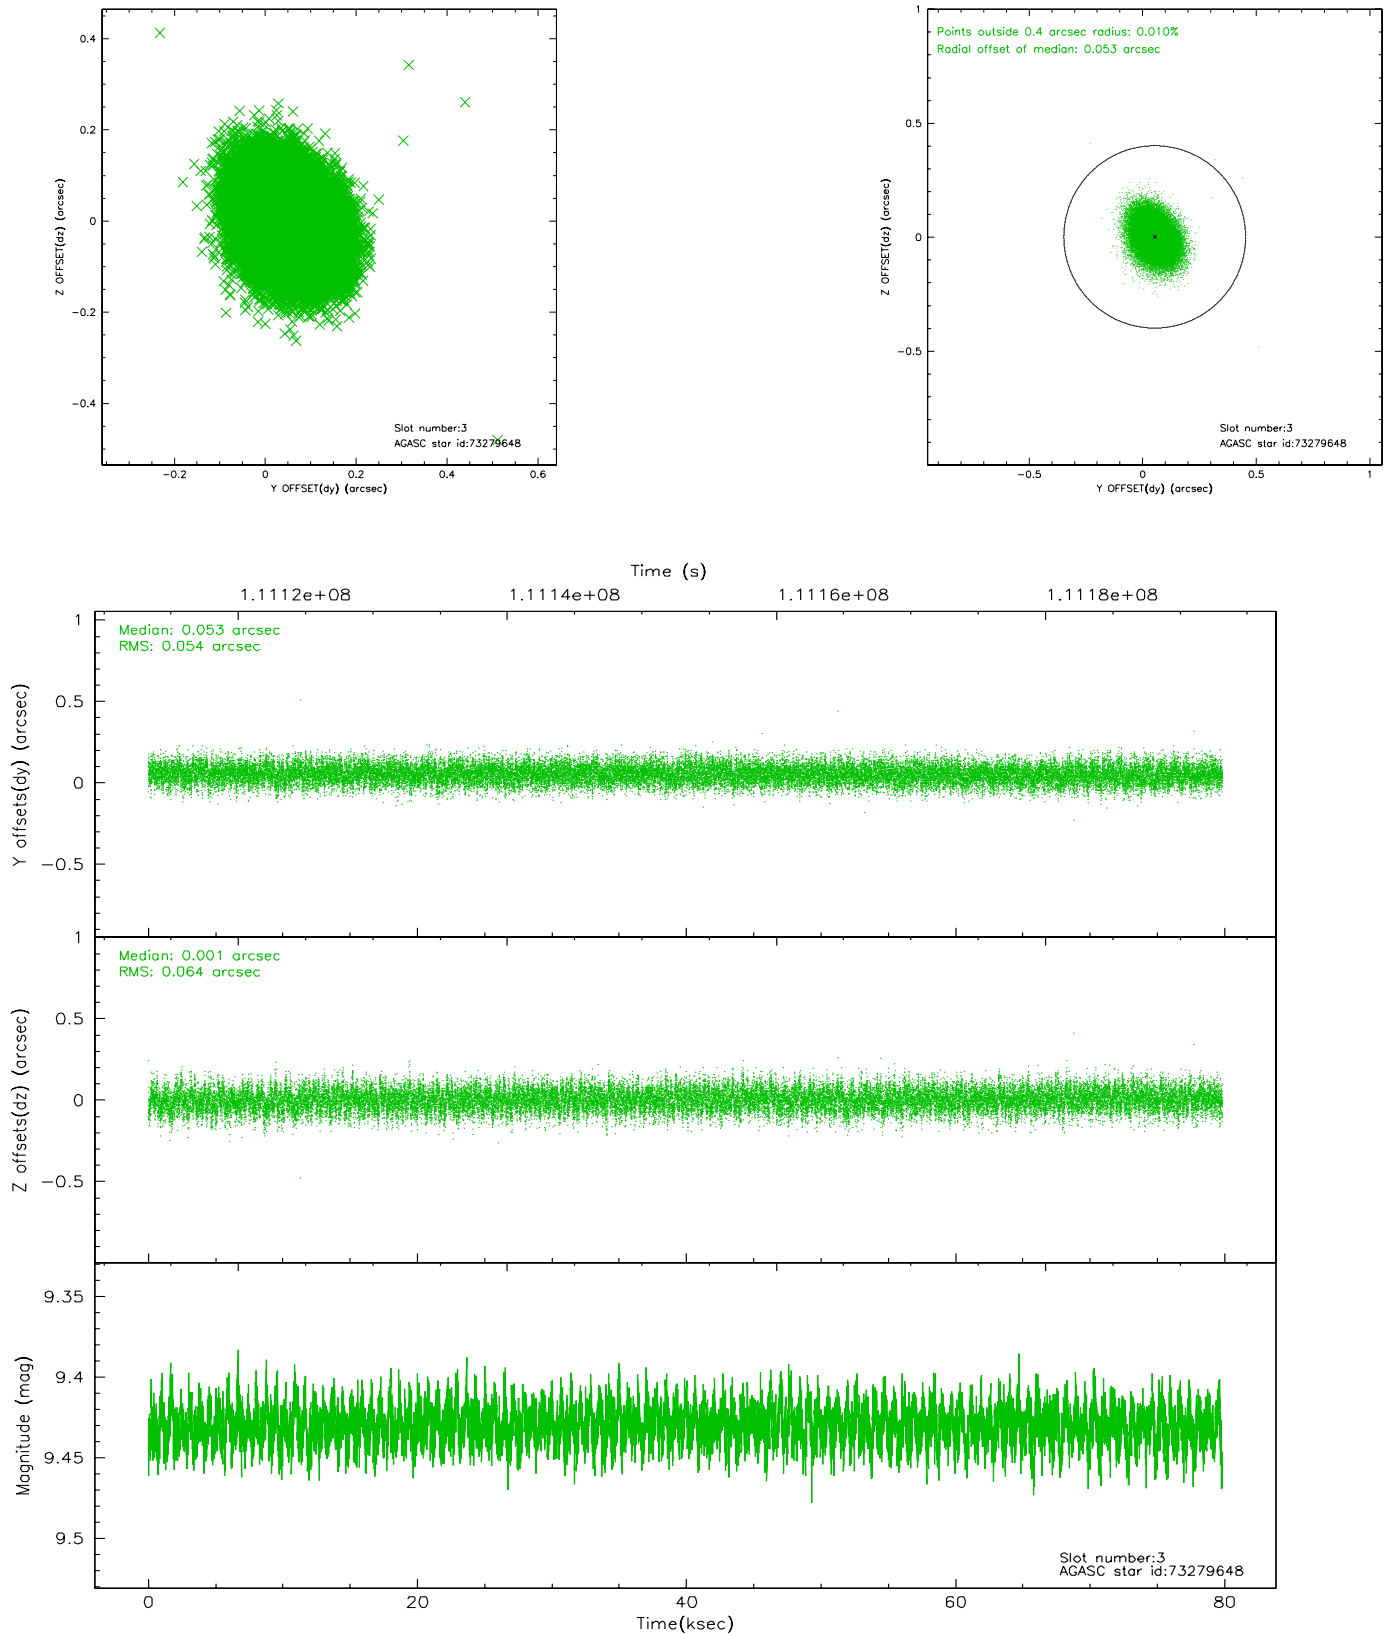 0.4
0.2
0
−0.2
−0.4
Z OFFSET(dz) (arcsec)
Slot number:3
AGASC star id:73279648
−0.2
0
0.2
0.4
0.6
Y OFFSET(dy) (arcsec)
1
0.5
0
−0.5
Z OFFSET(dz) (arcsec)
Points outside 0.4 arcsec radius: 0.010%
Radial offset of median: 0.053 arcsec
Slot number:3
AGASC star id:73279648
−0.5
0
0.5
1
Y OFFSET(dy) (arcsec)
Time (s)
1.1112e+08
1.1114e+08
1.1116e+08
1.1118e+08
Median: 0.053 arcsec
RMS: 0.054 arcsec
1
0.5
0
−0.5
Y offsets(dy) (arcsec)
Median: 0.001 arcsec
RMS: 0.064 arcsec
1
0.5
0
−0.5
Z offsets(dz) (arcsec)
9.35
9.4
9.45
9.5
Magnitude (mag)
Slot number:3
AGASC star id:73279648
0
20
40
60
80
Time(ksec)